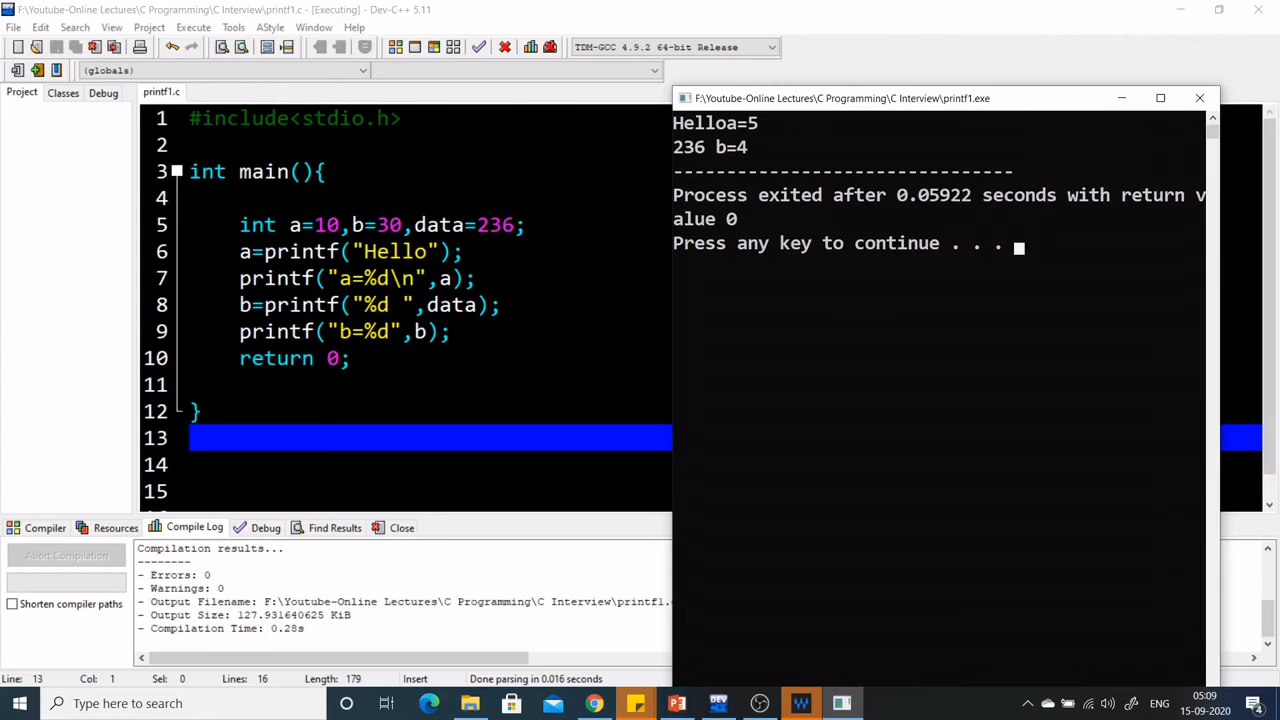 F:\Youtube-Online Lectures\C Programming\C Interview\printf1.c - [Executing] - Dev-C++ 5.11
File Edit Search View Project Execute Tools AStyle Window Help
TDM-GCC 4.9.2 64-bit Release
(globals)
Project Classes Debug
printf1.c
1 #include<stdio.h>
2
3 int main(){
4
5 int a=10,b=30,data=236;
6 a=printf("Hello");
7 printf("a=%d\n",a);
8 b=printf("%d ",data);
9 printf("b=%d",b);
10 return 0;
11
12 }
13
14
15
F:\Youtube-Online Lectures\C Programming\C Interview\printf1.exe
Helloa=5
236 b=4
--------------------------------
Process exited after 0.05922 seconds with return v
alue 0
Press any key to continue . . .
Compiler Resources Compile Log Debug Find Results Close
Abort Compilation
Shorten compiler paths
Compilation results...
--------
- Errors: 0
- Warnings: 0
- Output Filename: F:\Youtube-Online Lectures\C Programming\C Interview\printf1.
- Output Size: 127.931640625 KiB
- Compilation Time: 0.28s
Line: 13 Col: 1 Sel: 0 Lines: 16 Length: 179 Insert Done parsing in 0.016 seconds
Type here to search
DEV
ENG
05:09
15-09-2020
4